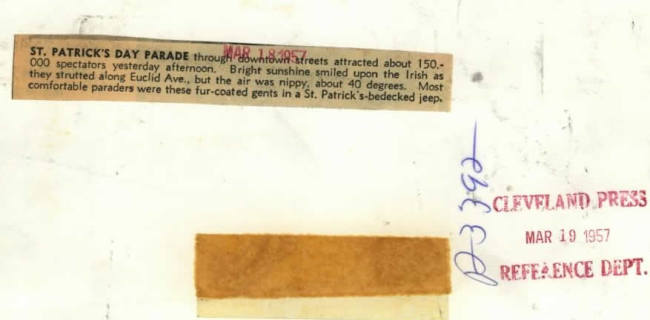 ST. PATRICK'S DAY PARADE through downtown streets attracted about 150,-
000 spectators yesterday afternoon. Bright sunshine smiled upon the Irish as
they strutted along Euclid Ave., but the air was nippy, about 40 degrees. Most
comfortable paraders were these fur-coated gents in a St. Patrick's-bedecked jeep.
MAR 18 1957
CLEVELAND PRESS
MAR 19 1957
REFERENCE DEPT.